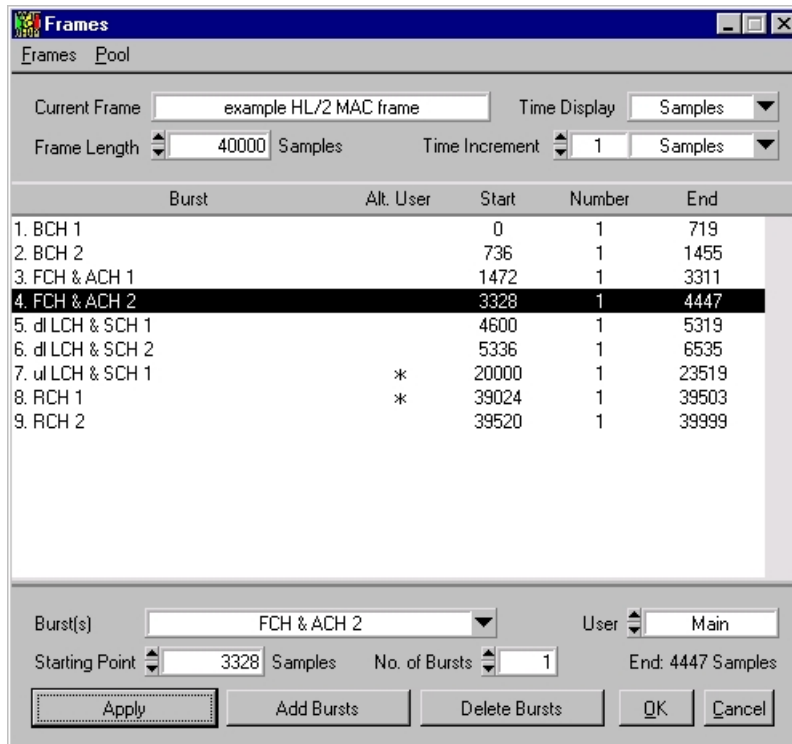 Frames
Frames Pool
Current Frame example HL/2 MAC frame Time Display Samples
Frame Length 40000 Samples Time Increment 1 Samples
Burst Alt. User Start Number End
1. BCH 1 0 1 719
2. BCH 2 736 1 1455
3. FCH & ACH 1 1472 1 3311
4. FCH & ACH 2 3328 1 4447
5. dl LCH & SCH 1 4600 1 5319
6. dl LCH & SCH 2 5336 1 6535
7. ul LCH & SCH 1 * 20000 1 23519
8. RCH 1 * 39024 1 39503
9. RCH 2 39520 1 39999
Burst(s) FCH & ACH 2 User Main
Starting Point 3328 Samples No. of Bursts 1 End: 4447 Samples
Apply Add Bursts Delete Bursts OK Cancel